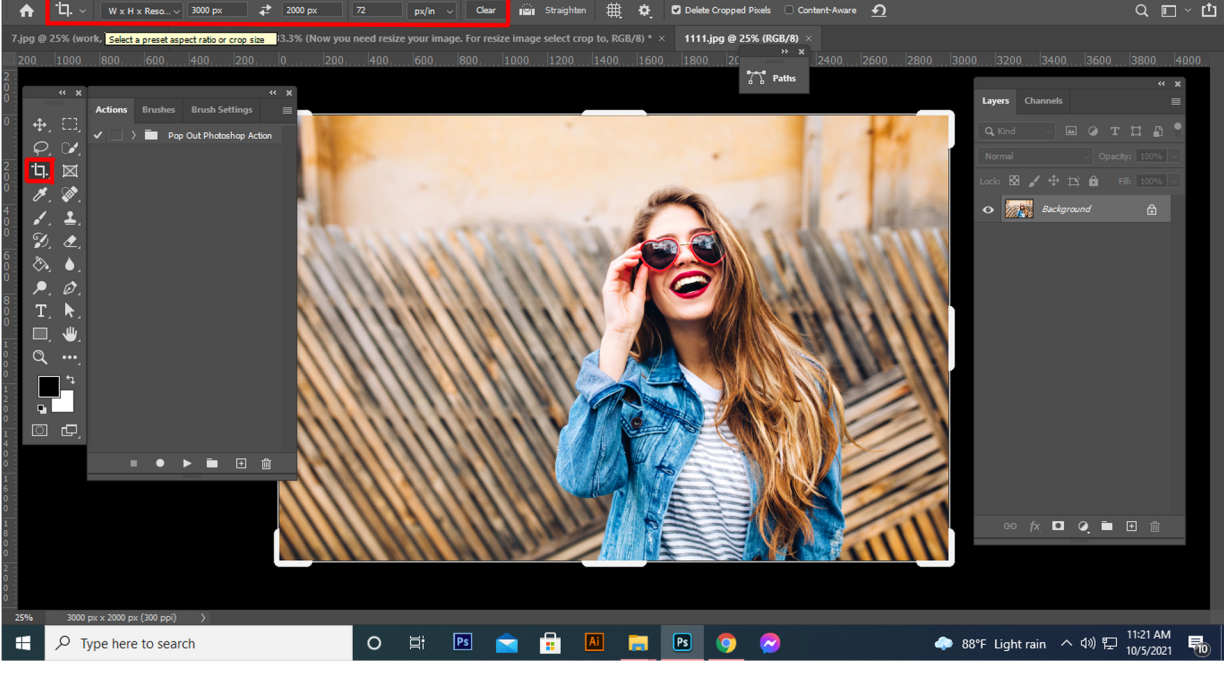 W x H x Reso... 3000 px 2000 px 72 px/in Clear Straighten Delete Cropped Pixels Content-Aware
7.jpg @ 25% (work, 33.3% (Now you need resize your image. For resize image select crop to, RGB/8) * × 1111.jpg @ 25% (RGB/8) ×
Select a preset aspect ratio or crop size
200 1000 800 600 400 200 0 200 400 600 800 1000 1200 1400 1600 1800 2400 2600 2800 3000 3200 3400 3600 3800 4000
Paths
Actions Brushes Brush Settings
Pop Out Photoshop Action
Layers Channels
Kind
Normal Opacity: 100%
Lock: Fill: 100%
Background
25% 3000 px x 2000 px (300 ppi)
Type here to search
Ps
Ai
Ps
88°F Light rain
11:21 AM
10/5/2021
10